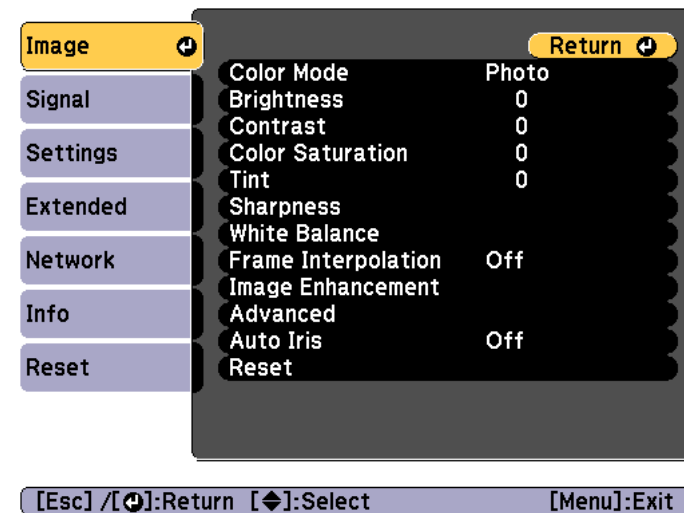 Image
Signal
Settings
Extended
Network
Info
Reset
Return
Color Mode Photo
Brightness 0
Contrast 0
Color Saturation 0
Tint 0
Sharpness
White Balance
Frame Interpolation Off
Image Enhancement
Advanced
Auto Iris Off
Reset
[Esc] /[⏎]:Return [◆]:Select [Menu]:Exit